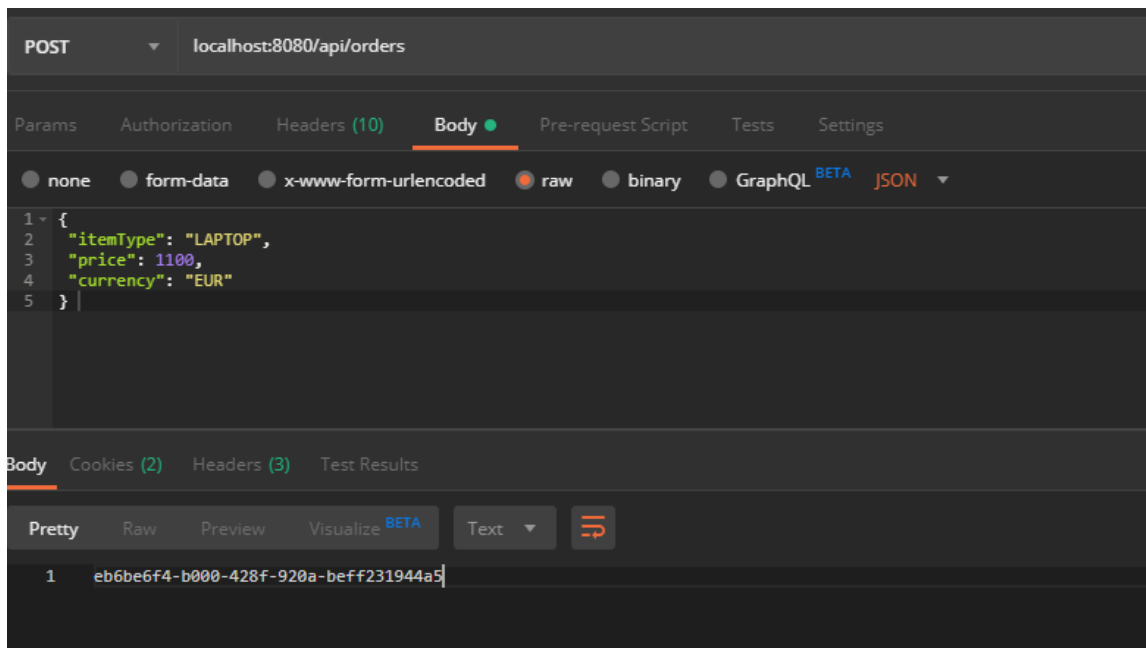 POST localhost:8080/api/orders
Params Authorization Headers (10) Body Pre-request Script Tests Settings
none form-data x-www-form-urlencoded raw binary GraphQL BETA JSON
1 {
2 "itemType": "LAPTOP",
3 "price": 1100,
4 "currency": "EUR"
5 }
Body Cookies (2) Headers (3) Test Results
Pretty Raw Preview Visualize BETA Text
1 eb6be6f4-b000-428f-920a-beff231944a5